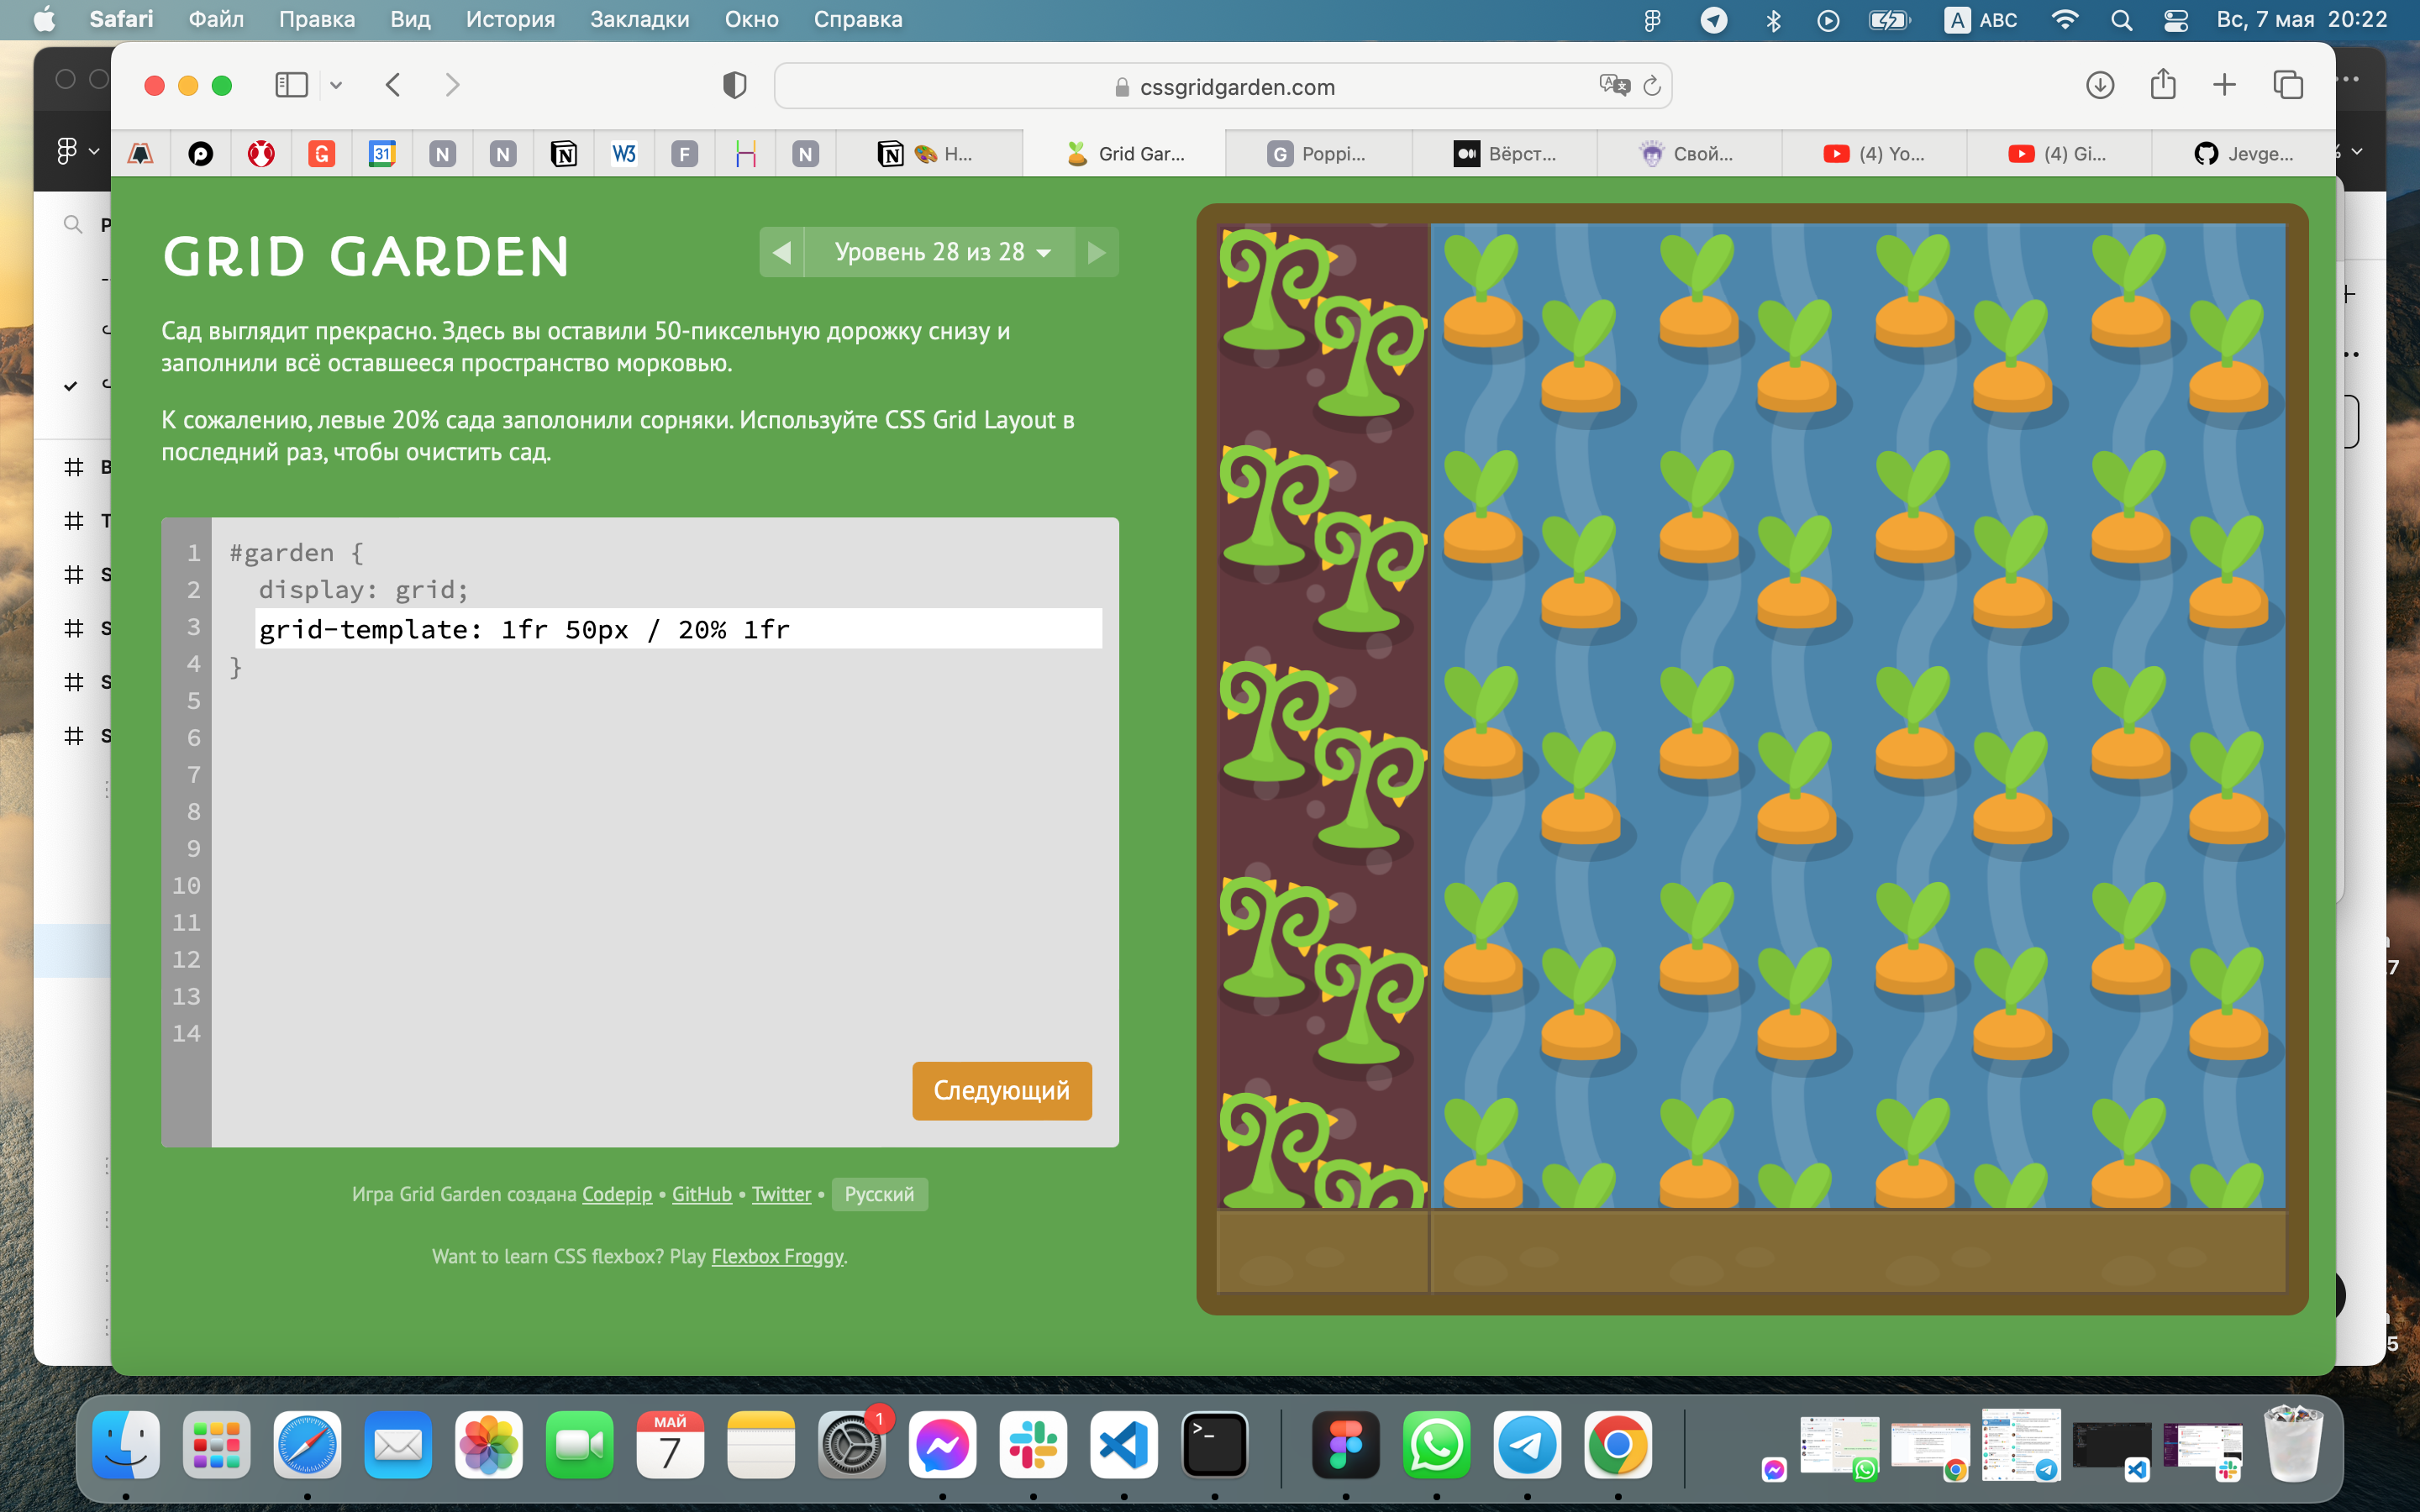 Safari Файл Правка Вид История Закладки Окно Справка
A ABC Вс, 7 мая 20:22
cssgridgarden.com
31 N N W3 F N H... Grid Gar... G Poppi... Вёрст... Свой... (4) Yo... (4) Gi... Jevge...
P
B
T
S
S
S
S
GRID GARDEN
Уровень 28 из 28
Сад выглядит прекрасно. Здесь вы оставили 50-пиксельную дорожку снизу и
заполнили всё оставшееся пространство морковью.
К сожалению, левые 20% сада заполонили сорняки. Используйте CSS Grid Layout в
последний раз, чтобы очистить сад.
1 #garden {
2 display: grid;
3 grid-template: 1fr 50px / 20% 1fr
4 }
5
6
7
8
9
10
11
12
13
14
Следующий
Игра Grid Garden создана Codepip • GitHub • Twitter • Русский
Want to learn CSS flexbox? Play Flexbox Froggy.
МАЙ
7
1